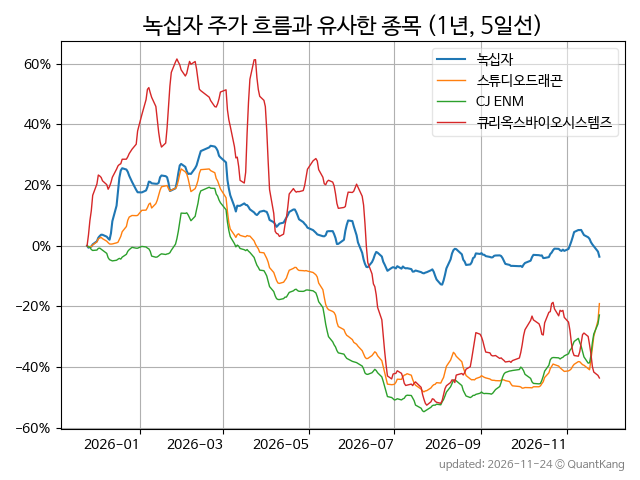 녹십자 주가 흐름과 유사한 종목 (1년, 5일선)
녹십자
스튜디오드래곤
CJ ENM
큐리옥스바이오시스템즈
60%
40%
20%
0%
−20%
−40%
−60%
2026-01
2026-03
2026-05
2026-07
2026-09
2026-11
updated: 2026-11-24 © QuantKang